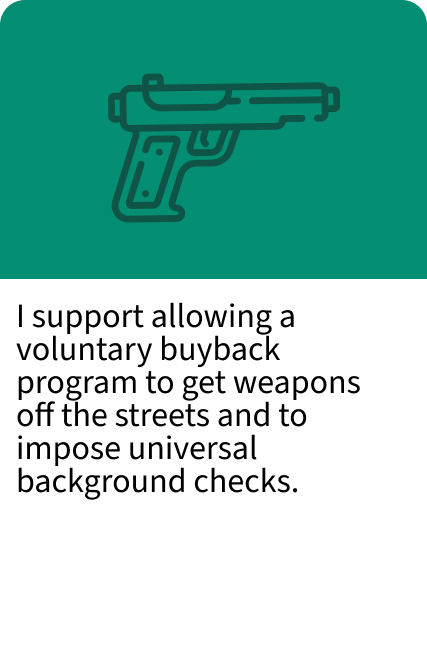 I support allowing a
voluntary buyback
program to get weapons
off the streets and to
impose universal
background checks.